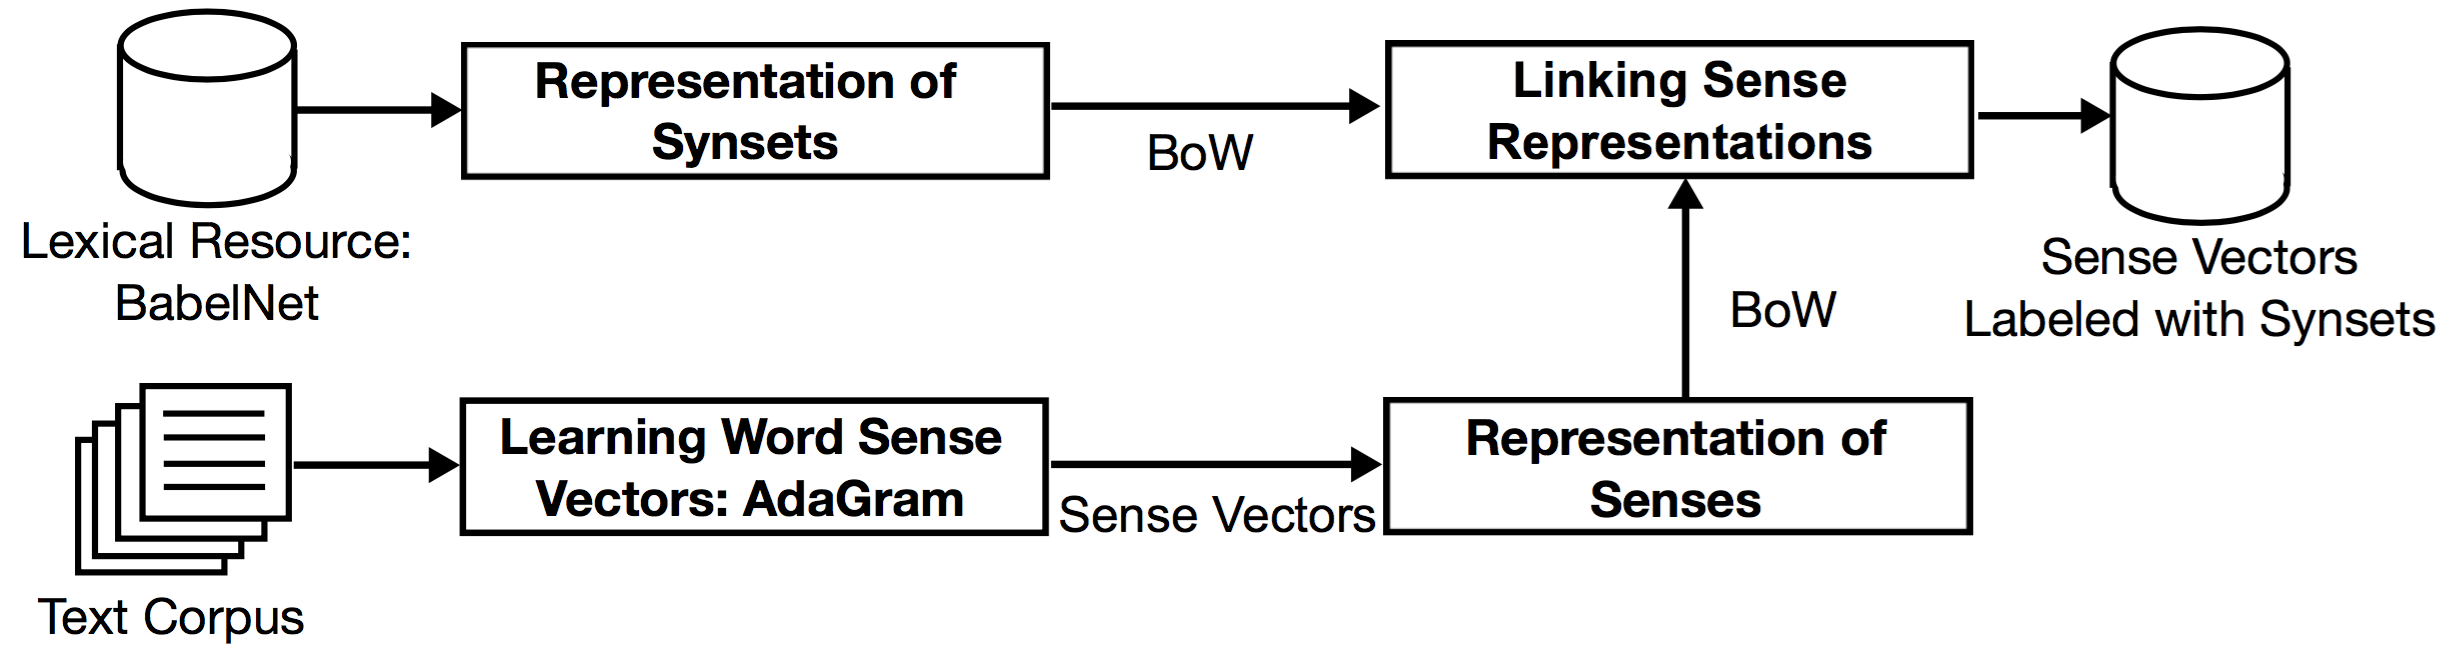 Representation of
Synsets
BoW
Linking Sense
Representations
Lexical Resource:
BabelNet
Sense Vectors
Labeled with Synsets
BoW
Learning Word Sense
Vectors: AdaGram
Sense Vectors
Representation of
Senses
Text Corpus